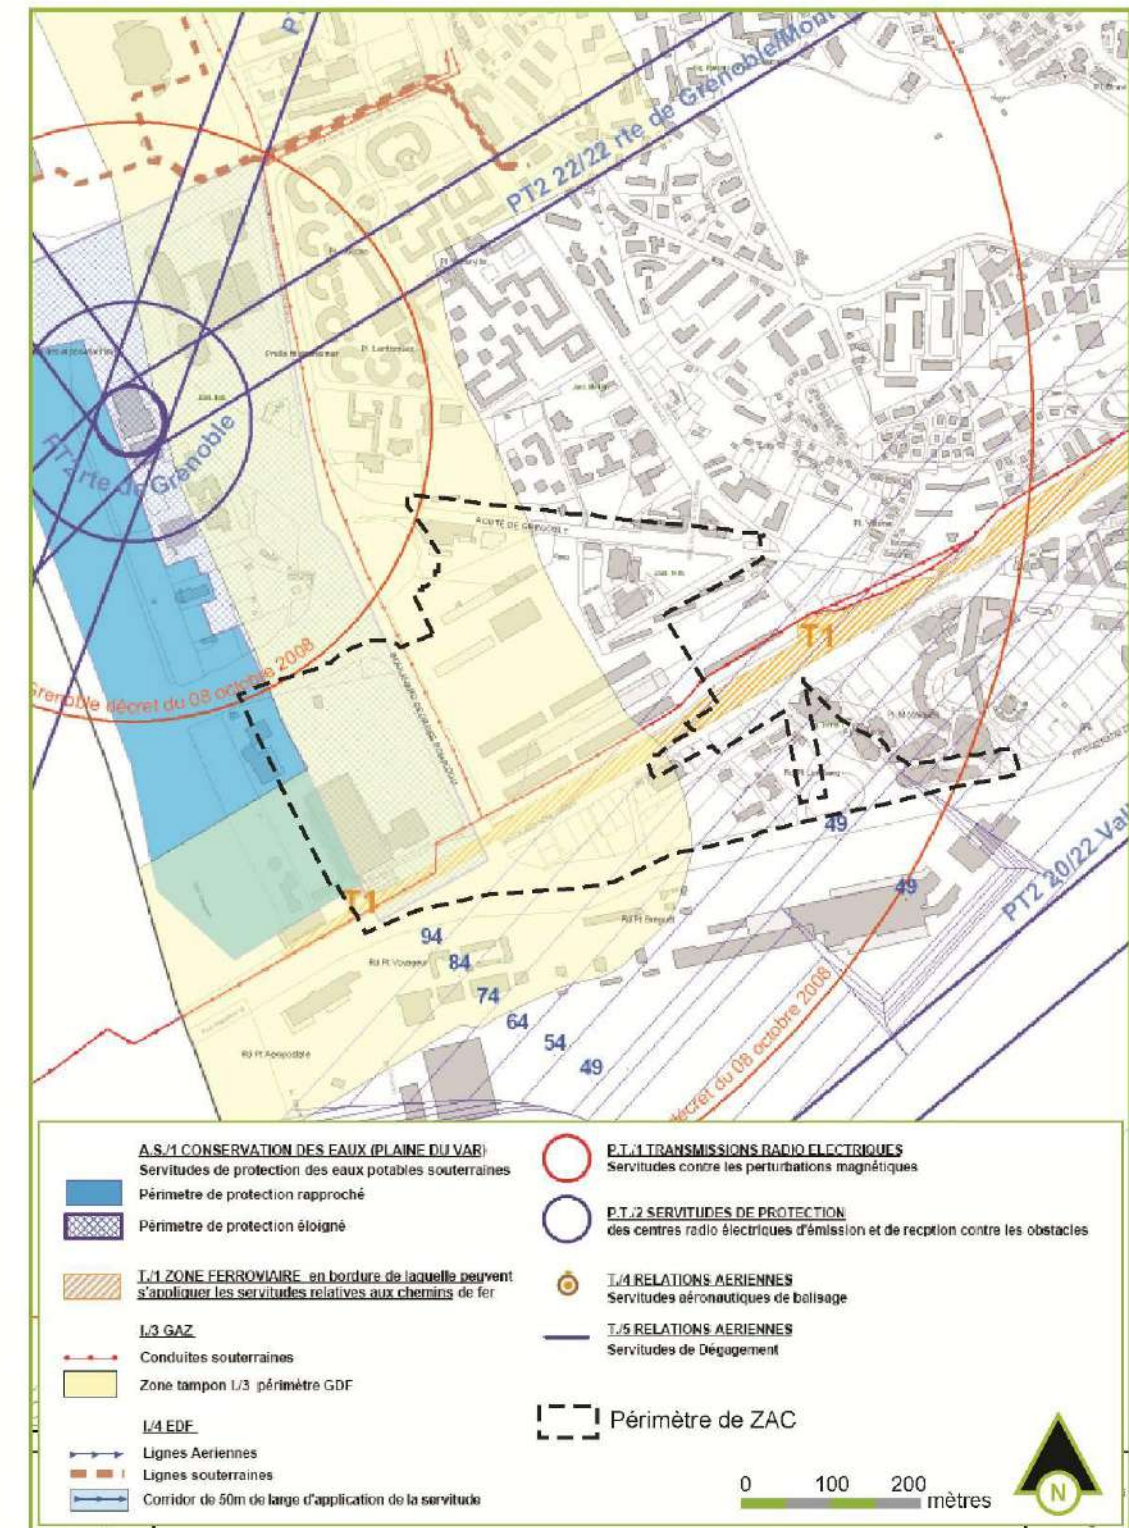 PT2 22/22 rte de Grenoble/Mont
PT2 rte de Grenoble
ROUTE DE GRENOBLE
T1
Grenoble décret du 08 octobre 2008
49
49
PT2 20/22 Vall
T1
94
84
74
64
54
49
Rd Pt Aeropostale
décret du 08 octobre 2008
A.S./1 CONSERVATION DES EAUX (PLAINE DU VAR)
Servitudes de protection des eaux potables souterraines
Périmetre de protection rapproché
Périmetre de protection éloigné
T./1 ZONE FERROVIAIRE en bordure de laquelle peuvent
s'appliquer les servitudes relatives aux chemins de fer
I./3 GAZ
Conduites souterraines
Zone tampon I./3 périmètre GDF
I./4 EDF
Lignes Aeriennes
Lignes souterraines
Corridor de 50m de large d'application de la servitude
P.T./1 TRANSMISSIONS RADIO ELECTRIQUES
Servitudes contre les perturbations magnétiques
P.T./2 SERVITUDES DE PROTECTION
des centres radio électriques d'émission et de recption contre les obstacles
T./4 RELATIONS AERIENNES
Servitudes aéronautiques de balisage
T./5 RELATIONS AERIENNES
Servitudes de Dégagement
Périmètre de ZAC
0 100 200
mètres
N